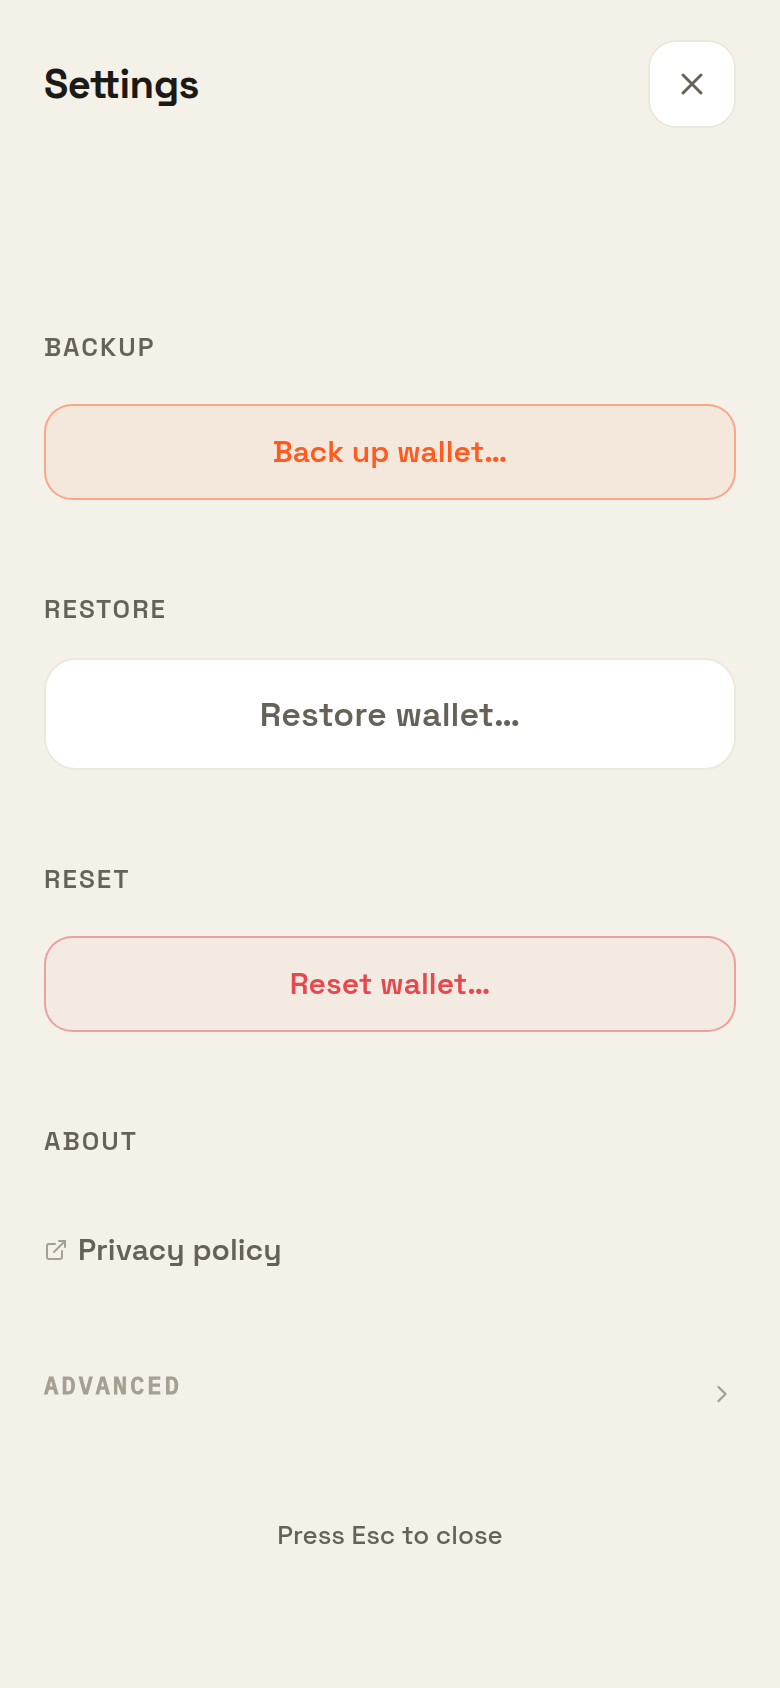 Settings
BACKUP
Back up wallet...
RESTORE
Restore wallet...
RESET
Reset wallet...
ABOUT
Privacy policy
ADVANCED
Press Esc to close